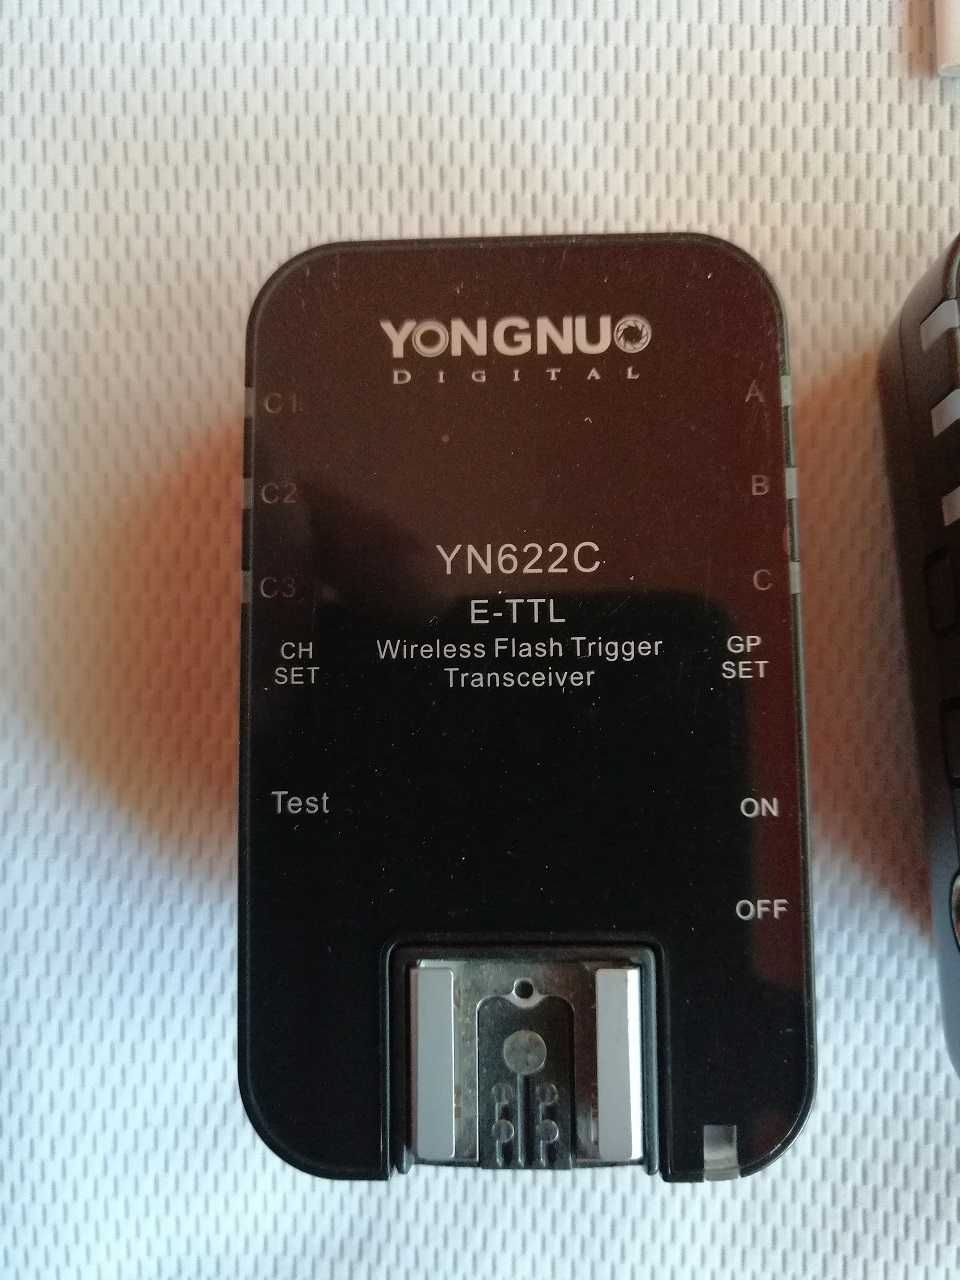 YONGNUO
DIGITAL
C1
A
C2
B
YN622C
C3
C
E-TTL
CH
SET
Wireless Flash Trigger
Transceiver
GP
SET
Test
ON
OFF